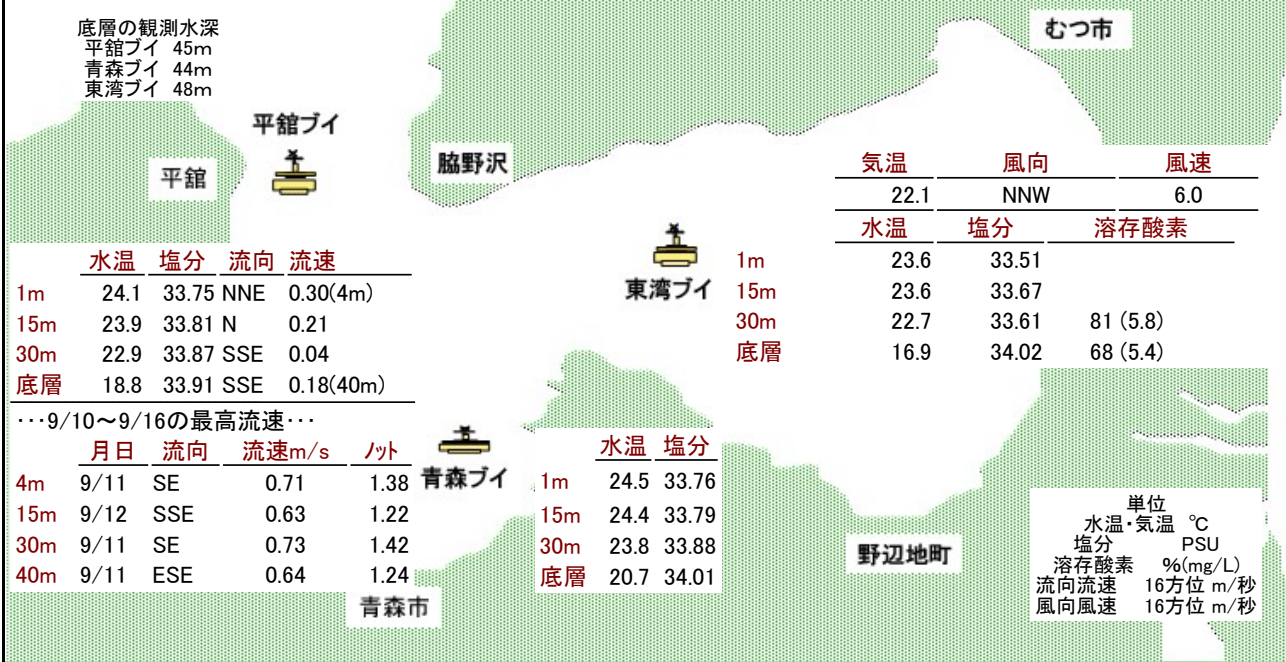 底層の観測水深
平舘ブイ 45m
青森ブイ 44m
東湾ブイ 48m
むつ市
平舘ブイ
平舘
脇野沢
気温 風向 風速
22.1 NNW 6.0
水温 塩分 溶存酸素
1m 23.6 33.51
15m 23.6 33.67
30m 22.7 33.61 81 (5.8)
底層 16.9 34.02 68 (5.4)
東湾ブイ
水温 塩分 流向 流速
1m 24.1 33.75 NNE 0.30(4m)
15m 23.9 33.81 N 0.21
30m 22.9 33.87 SSE 0.04
底層 18.8 33.91 SSE 0.18(40m)
…9/10～9/16の最高流速…
月日 流向 流速m/s ノット
4m 9/11 SE 0.71 1.38
15m 9/12 SSE 0.63 1.22
30m 9/11 SE 0.73 1.42
40m 9/11 ESE 0.64 1.24
青森ブイ
水温 塩分
1m 24.5 33.76
15m 24.4 33.79
30m 23.8 33.88
底層 20.7 34.01
青森市
野辺地町
単位
水温・気温 ℃
塩分 PSU
溶存酸素 %(mg/L)
流向流速 16方位 m/秒
風向風速 16方位 m/秒